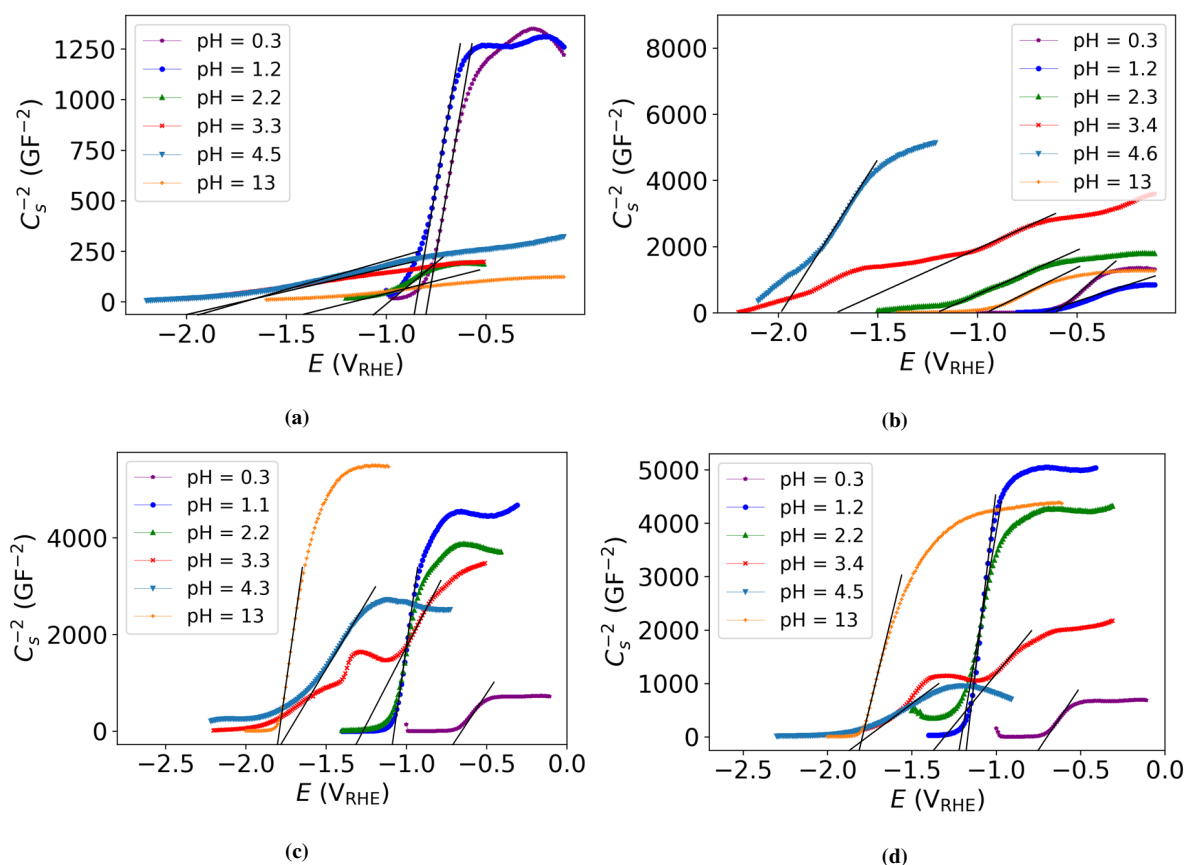 1250
1000
750
500
250
0
C_s^{-2} (GF^{-2})
pH = 0.3
pH = 1.2
pH = 2.2
pH = 3.3
pH = 4.5
pH = 13
−2.0 −1.5 −1.0 −0.5
E (V_RHE)
(a)
8000
6000
4000
2000
0
C_s^{-2} (GF^{-2})
pH = 0.3
pH = 1.2
pH = 2.3
pH = 3.4
pH = 4.6
pH = 13
−2.0 −1.5 −1.0 −0.5
E (V_RHE)
(b)
4000
2000
0
C_s^{-2} (GF^{-2})
pH = 0.3
pH = 1.1
pH = 2.2
pH = 3.3
pH = 4.3
pH = 13
−2.5 −2.0 −1.5 −1.0 −0.5 0.0
E (V_RHE)
(c)
5000
4000
3000
2000
1000
0
C_s^{-2} (GF^{-2})
pH = 0.3
pH = 1.2
pH = 2.2
pH = 3.4
pH = 4.5
pH = 13
−2.5 −2.0 −1.5 −1.0 −0.5 0.0
E (V_RHE)
(d)